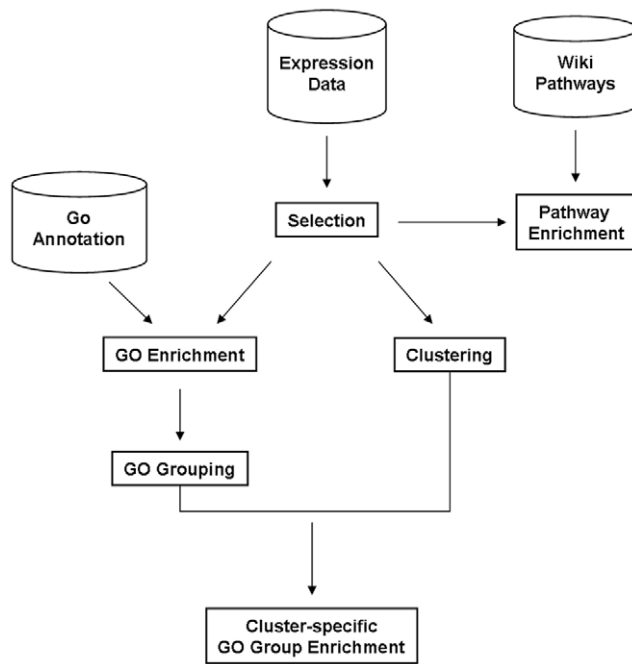 Expression
Data
Wiki
Pathways
Go
Annotation
Selection
Pathway
Enrichment
GO Enrichment
Clustering
GO Grouping
Cluster-specific
GO Group Enrichment